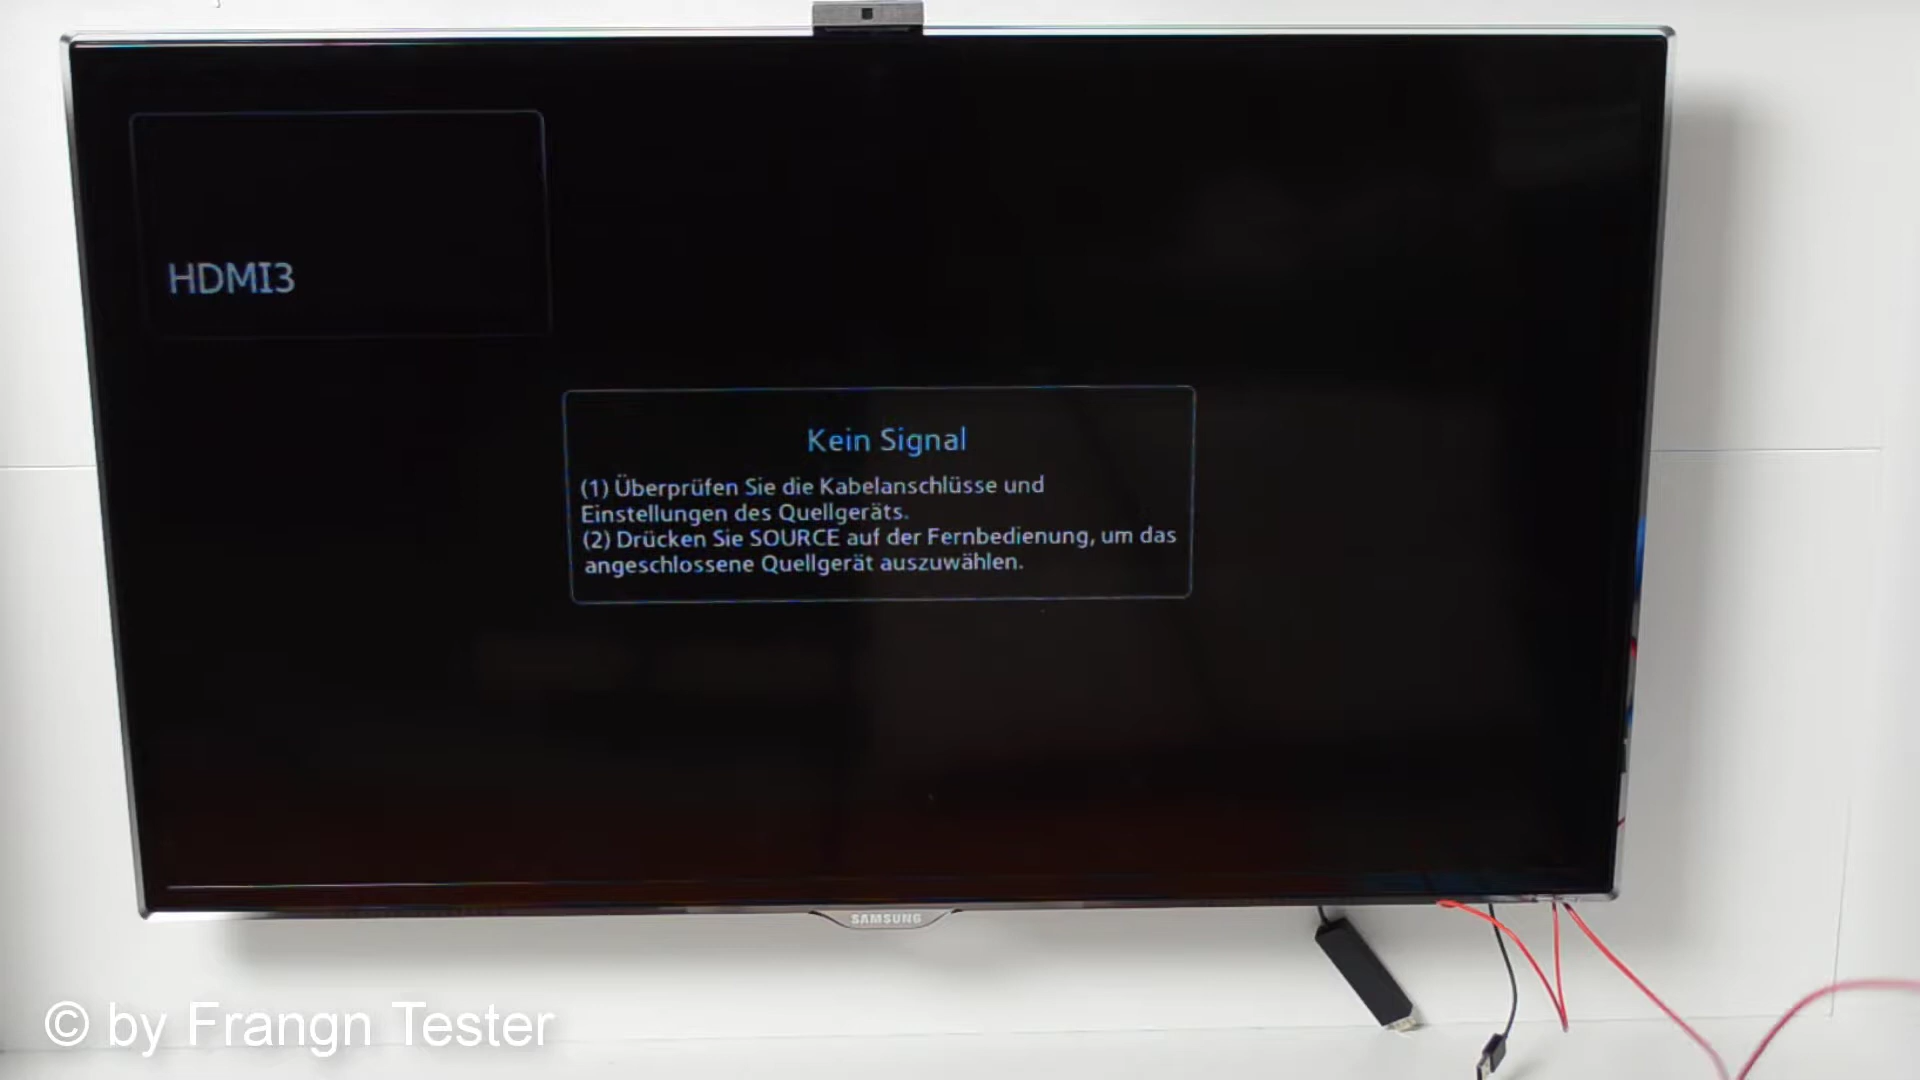 HDMI3
Kein Signal
(1) Überprüfen Sie die Kabelanschlüsse und
Einstellungen des Quellgeräts.
(2) Drücken Sie SOURCE auf der Fernbedienung, um das
angeschlossene Quellgerät auszuwählen.
SAMSUNG
© by Frangn Tester